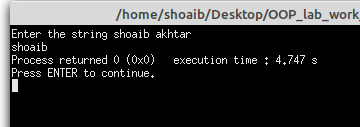 /home/shoaib/Desktop/OOP_lab_work
Enter the string shoaib akhtar
shoaib
Process returned 0 (0x0)   execution time : 4.747 s
Press ENTER to continue.